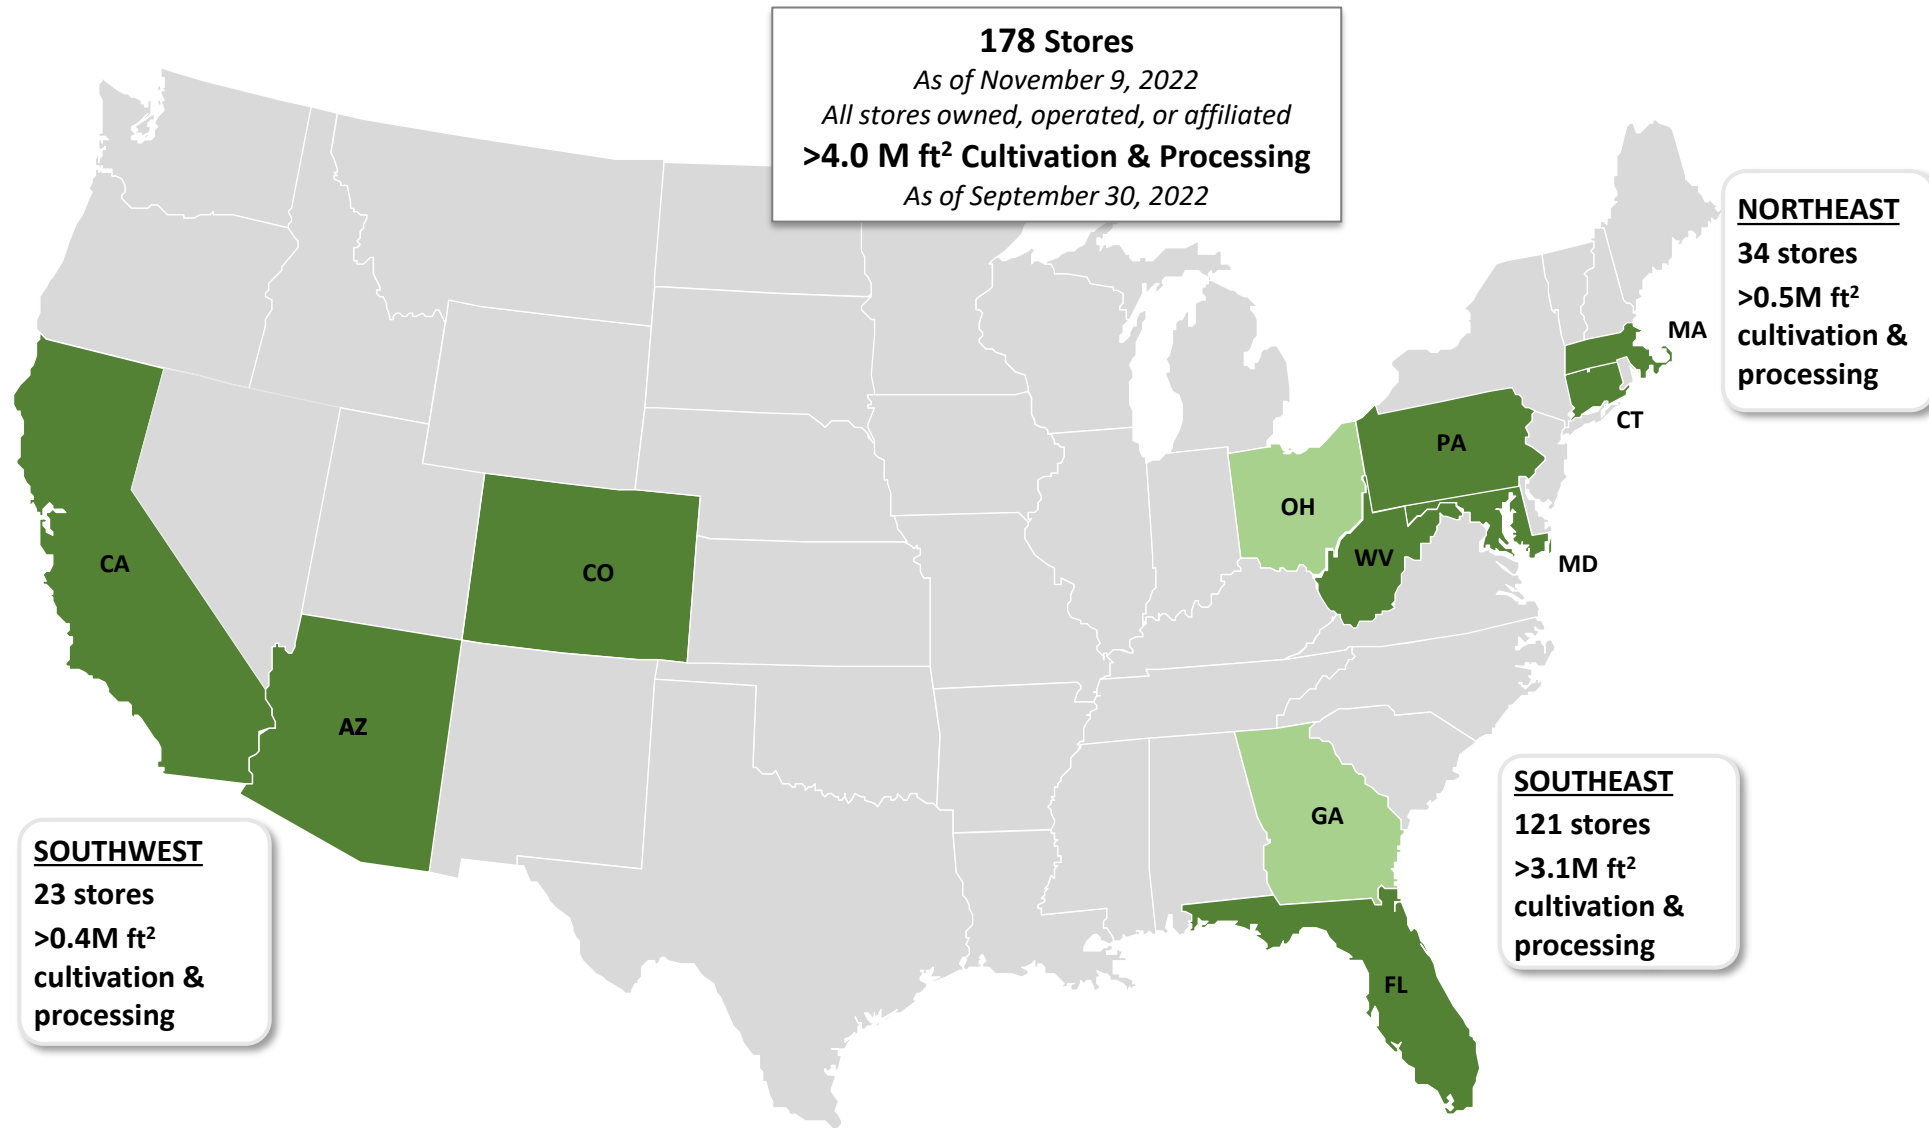 178 Stores
As of November 9, 2022
All stores owned, operated, or affiliated
>4.0 M ft² Cultivation & Processing
As of September 30, 2022
NORTHEAST
34 stores
>0.5M ft²
cultivation &
processing
MA
CT
PA
OH
WV
MD
CA
CO
AZ
GA
FL
SOUTHWEST
23 stores
>0.4M ft²
cultivation &
processing
SOUTHEAST
121 stores
>3.1M ft²
cultivation &
processing